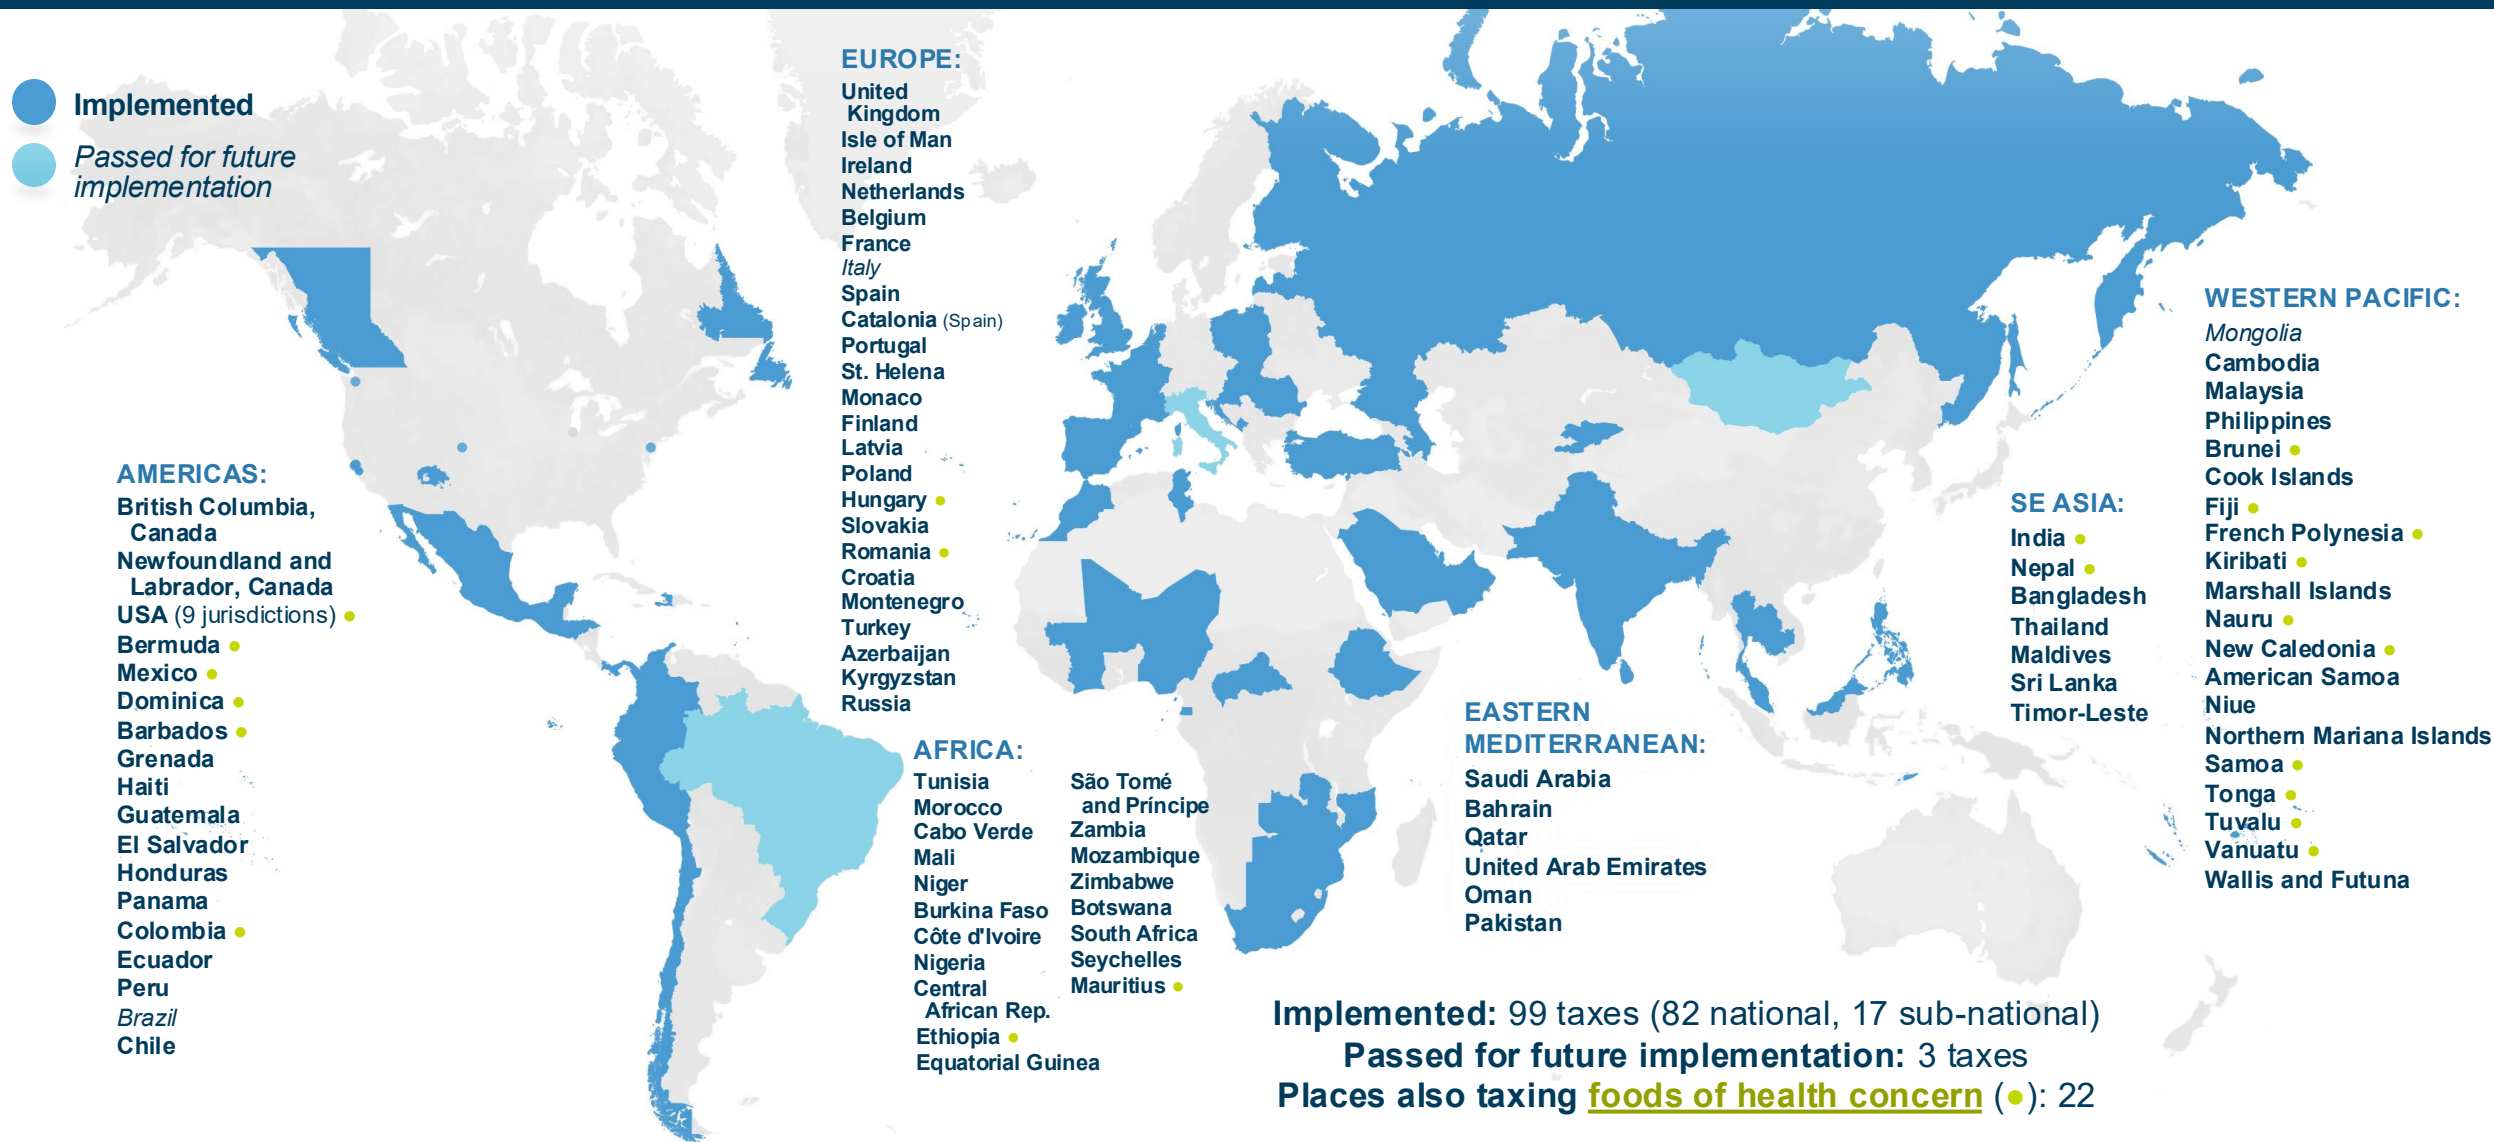 Implemented
Passed for future
implementation
AMERICAS:
British Columbia,
Canada
Newfoundland and
Labrador, Canada
USA (9 jurisdictions) •
Bermuda •
Mexico •
Dominica •
Barbados •
Grenada
Haiti
Guatemala
El Salvador
Honduras
Panama
Colombia •
Ecuador
Peru
Brazil
Chile
EUROPE:
United
Kingdom
Isle of Man
Ireland
Netherlands
Belgium
France
Italy
Spain
Catalonia (Spain)
Portugal
St. Helena
Monaco
Finland
Latvia
Poland
Hungary •
Slovakia
Romania •
Croatia
Montenegro
Turkey
Azerbaijan
Kyrgyzstan
Russia
AFRICA:
Tunisia
Morocco
Cabo Verde
Mali
Niger
Burkina Faso
Côte d'Ivoire
Nigeria
Central
African Rep.
Ethiopia •
Equatorial Guinea
São Tomé
and Príncipe
Zambia
Mozambique
Zimbabwe
Botswana
South Africa
Seychelles
Mauritius •
EASTERN
MEDITERRANEAN:
Saudi Arabia
Bahrain
Qatar
United Arab Emirates
Oman
Pakistan
SE ASIA:
India •
Nepal •
Bangladesh
Thailand
Maldives
Sri Lanka
Timor-Leste
WESTERN PACIFIC:
Mongolia
Cambodia
Malaysia
Philippines
Brunei •
Cook Islands
Fiji •
French Polynesia •
Kiribati •
Marshall Islands
Nauru •
New Caledonia •
American Samoa
Niue
Northern Mariana Islands
Samoa •
Tonga •
Tuvalu •
Vanuatu •
Wallis and Futuna
Implemented: 99 taxes (82 national, 17 sub-national)
Passed for future implementation: 3 taxes
Places also taxing foods of health concern (•): 22